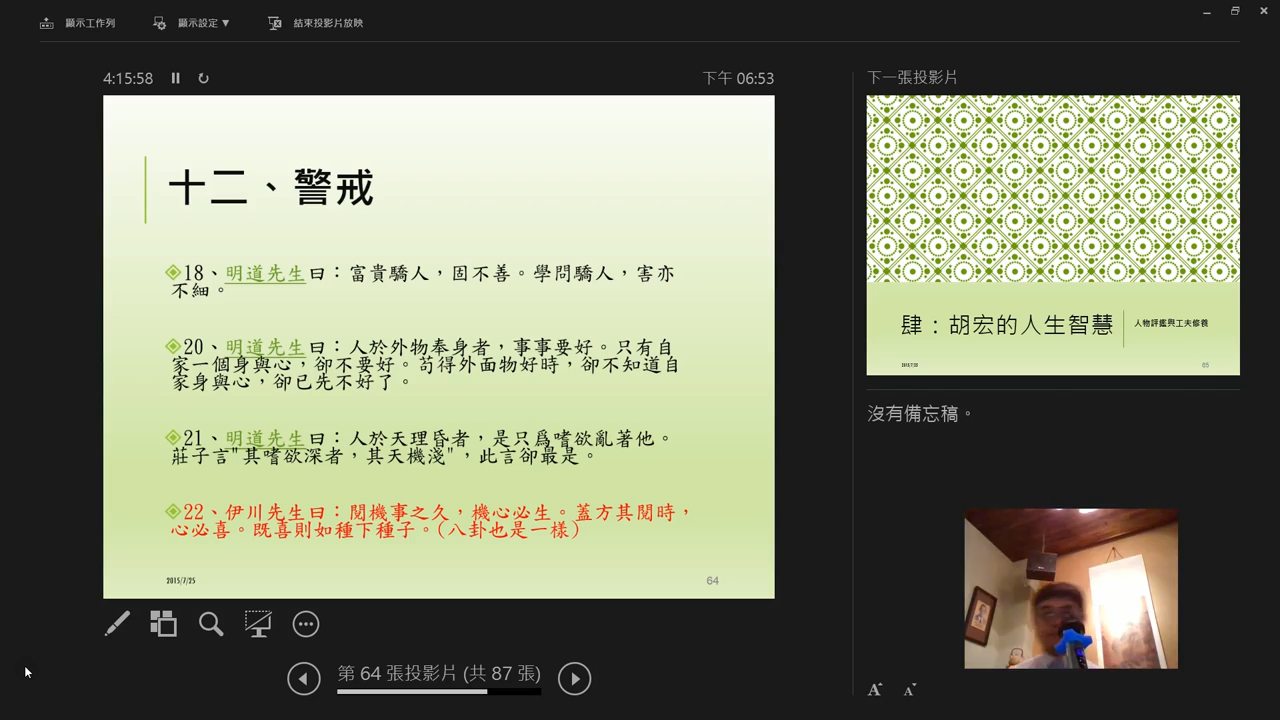 顯示工作列
顯示設定 ▼
結束投影片放映
4:15:58
下午 06:53
十二、警戒
18、明道先生曰：富貴驕人，固不善。學問驕人，害亦
不細。
20、明道先生曰：人於外物奉身者，事事要好。只有自
家一個身與心，卻不要好。苟得外面物好時，卻不知道自
家身與心，卻已先不好了。
21、明道先生曰：人於天理昏者，是只為嗜欲亂著他。
莊子言"其嗜欲深者，其天機淺"，此言卻最是。
22、伊川先生曰：閱機事之久，機心必生。蓋方其閱時，
心必喜。既喜則如種下種子。(八卦也是一樣)
2015/7/25
64
第 64 張投影片 (共 87 張)
下一張投影片
肆：胡宏的人生智慧
人物評鑑與工夫修養
2015/7/25
65
沒有備忘稿。